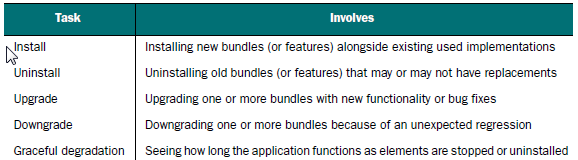 Task Involves
Install Installing new bundles (or features) alongside existing used implementations
Uninstall Uninstalling old bundles (or features) that may or may not have replacements
Upgrade Upgrading one or more bundles with new functionality or bug fixes
Downgrade Downgrading one or more bundles because of an unexpected regression
Graceful degradation Seeing how long the application functions as elements are stopped or uninstalled